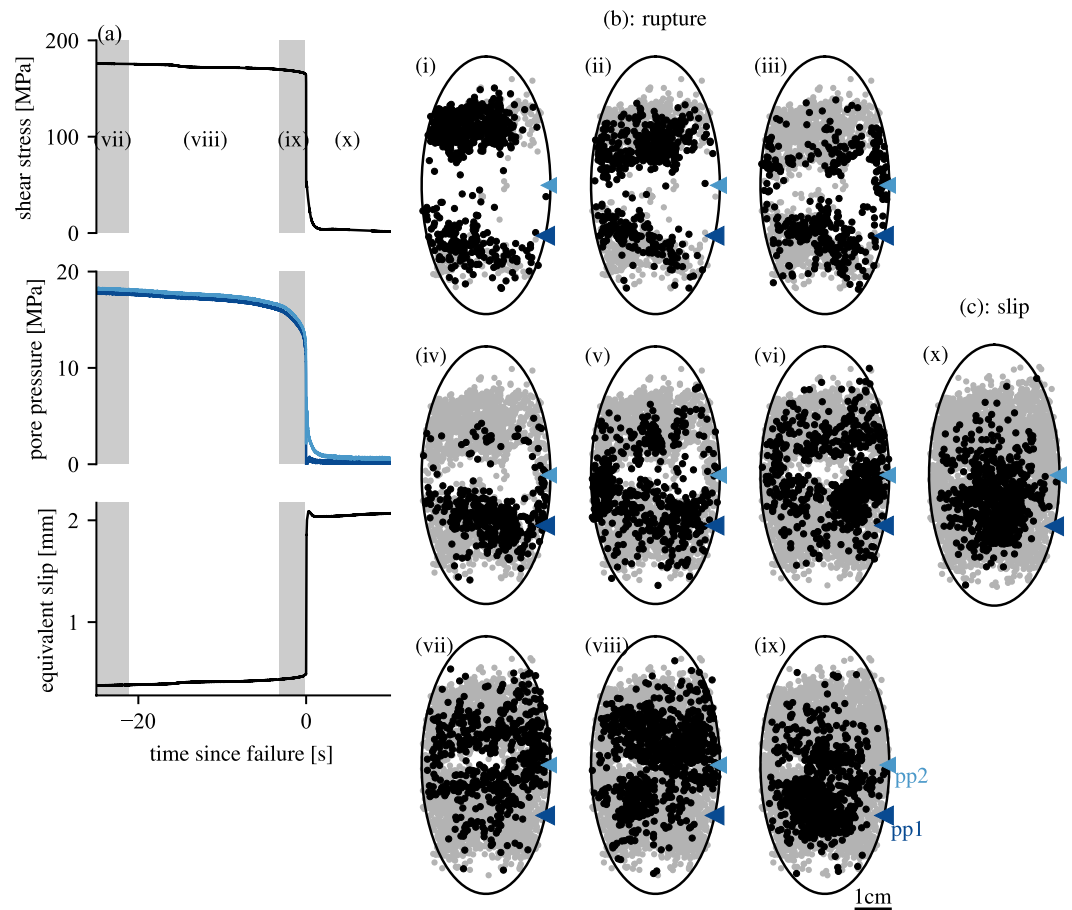 (b): rupture
(a)
200
100
0
shear stress [MPa]
(vii)
(viii)
(ix)
(x)
20
10
0
pore pressure [MPa]
2
1
equivalent slip [mm]
−20
0
time since failure [s]
(i)
(ii)
(iii)
(c): slip
(iv)
(v)
(vi)
(x)
(vii)
(viii)
(ix)
pp2
pp1
1cm